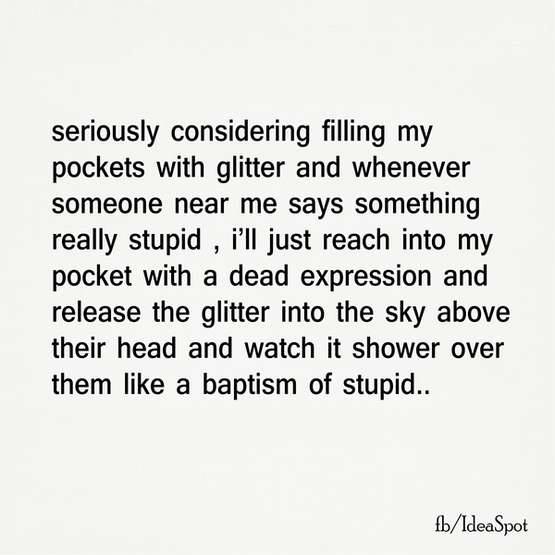 seriously considering filling my
pockets with glitter and whenever
someone near me says something
really stupid , i'll just reach into my
pocket with a dead expression and
release the glitter into the sky above
their head and watch it shower over
them like a baptism of stupid..
fb/IdeaSpot